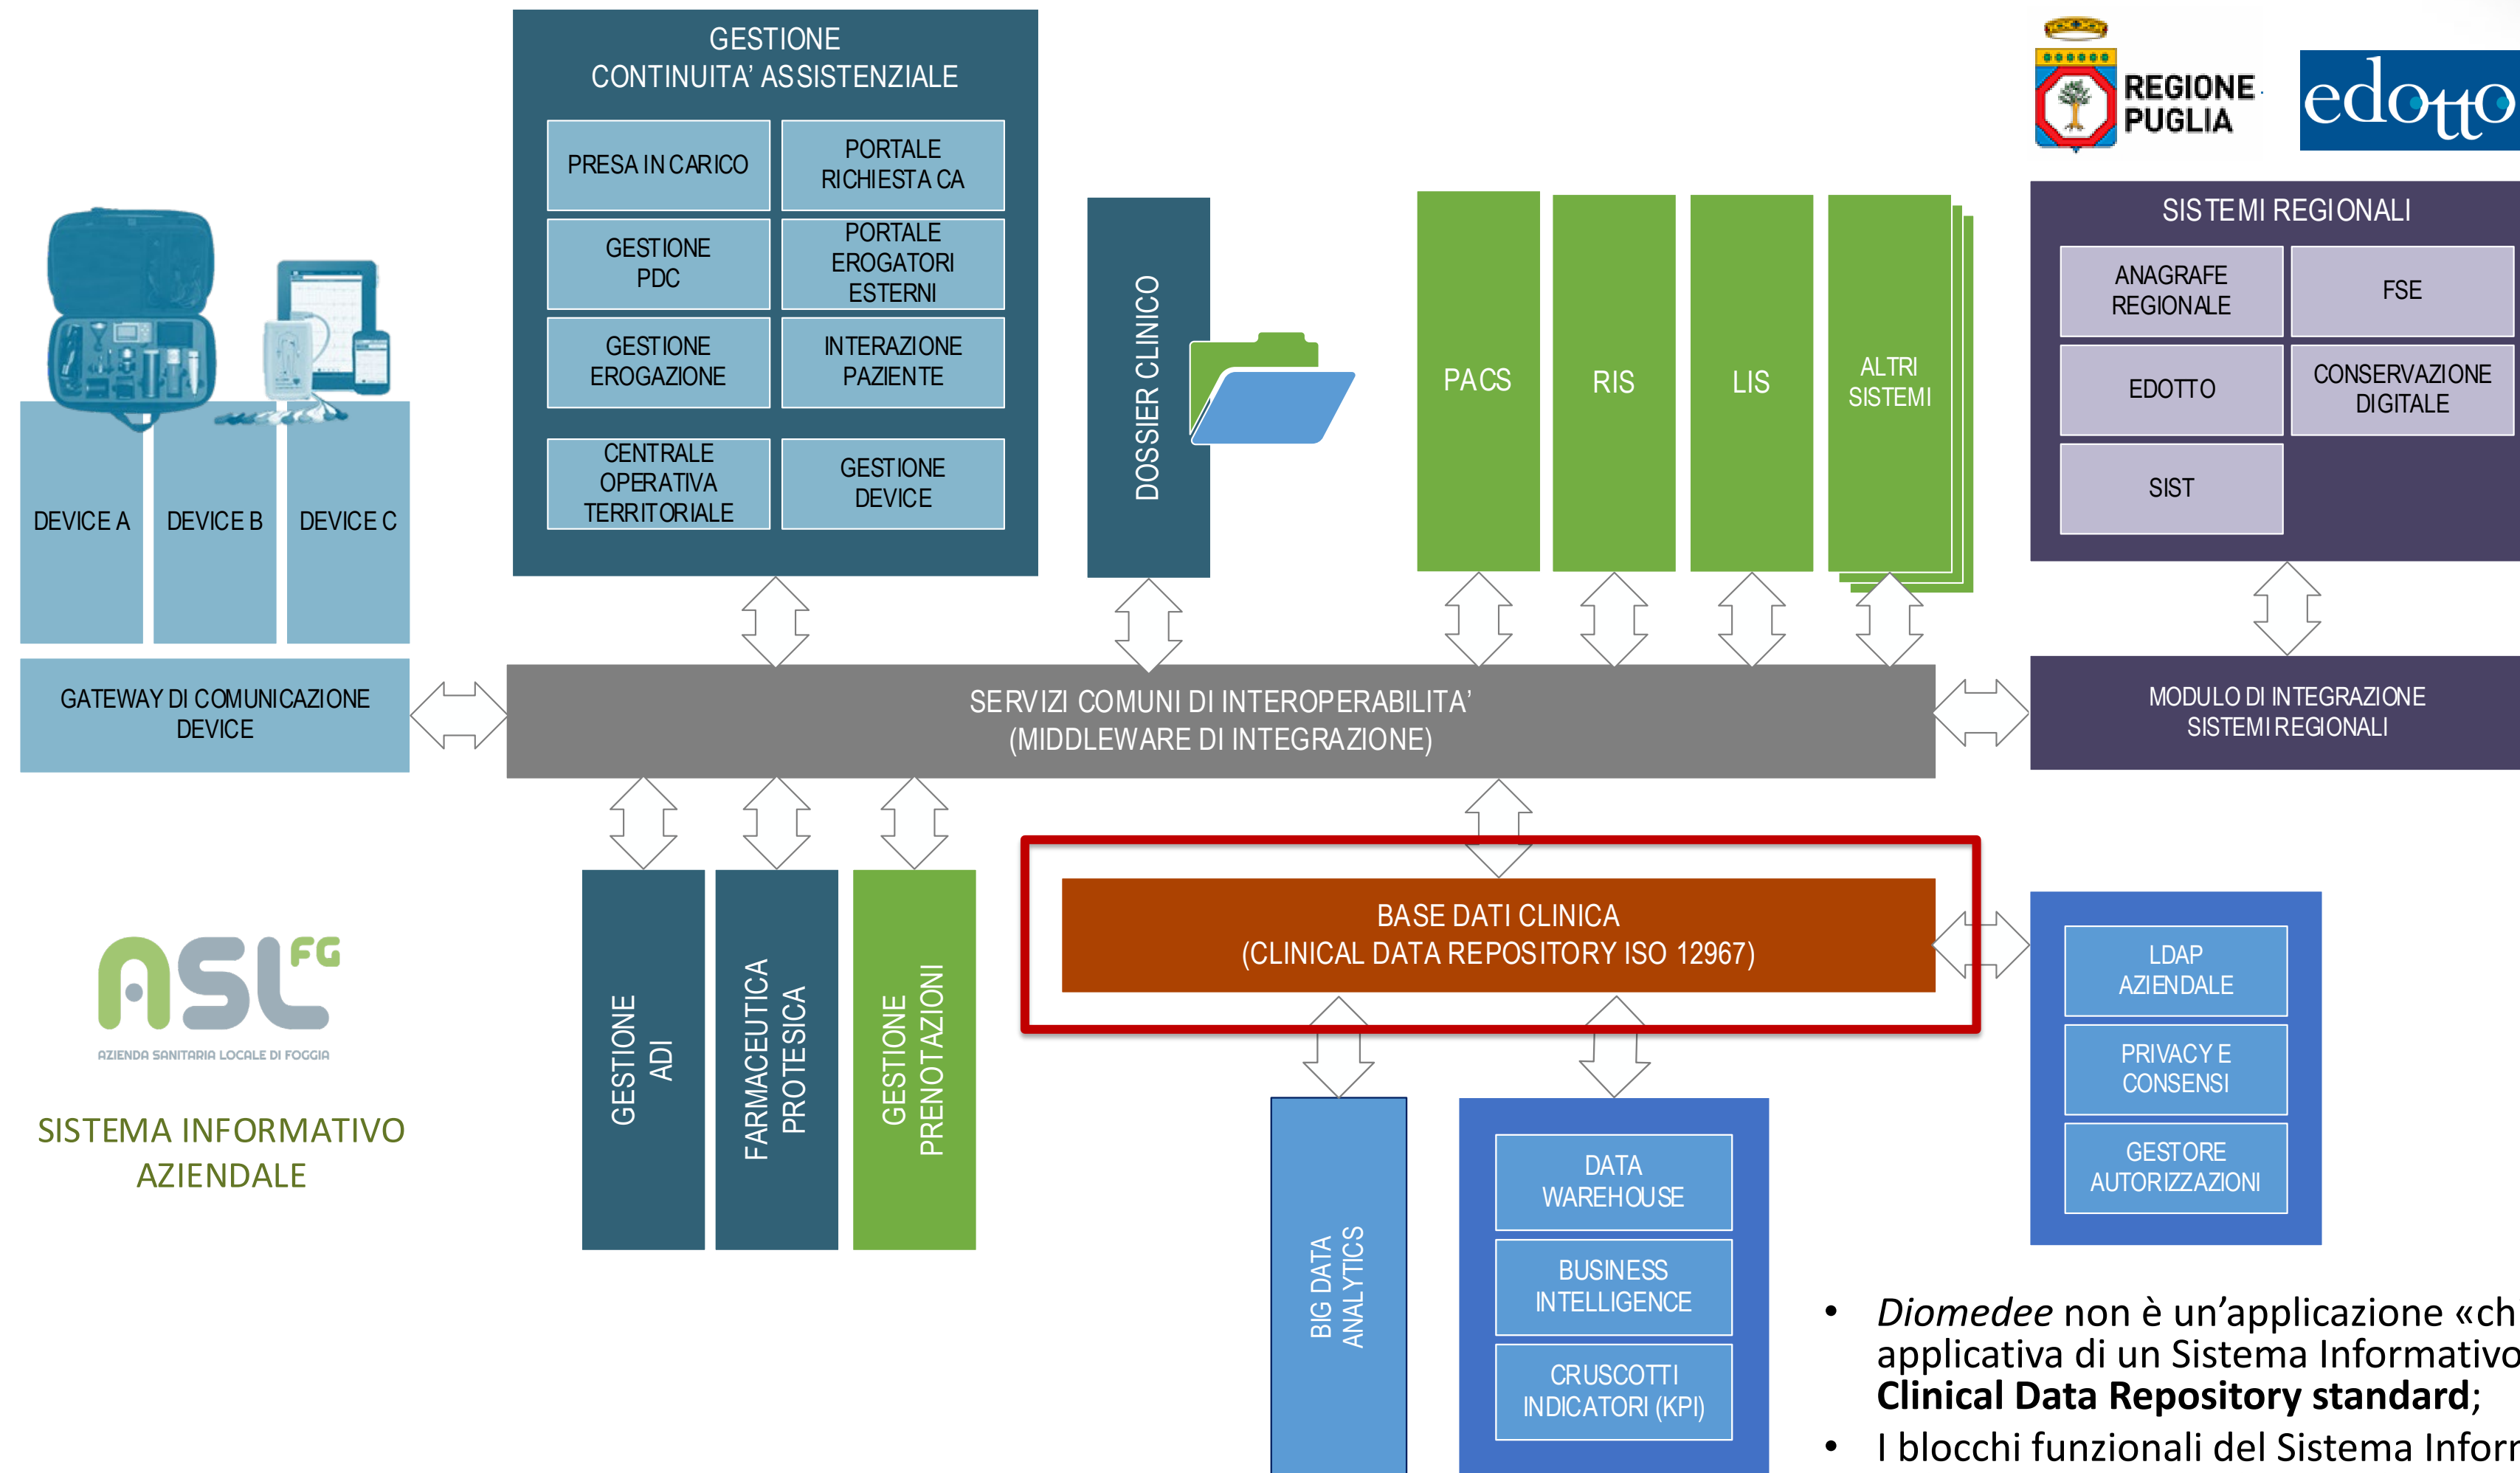 GESTIONE
CONTINUITA’ ASSISTENZIALE
PRESA IN CARICO
PORTALE
RICHIESTA CA
GESTIONE
PDC
PORTALE
EROGATORI
ESTERNI
GESTIONE
EROGAZIONE
INTERAZIONE
PAZIENTE
CENTRALE
OPERATIVA
TERRITORIALE
GESTIONE
DEVICE
DOSSIER CLINICO
PACS
RIS
LIS
ALTRI
SISTEMI
REGIONE
PUGLIA
edotto
SISTEMI REGIONALI
ANAGRAFE
REGIONALE
FSE
EDOTTO
CONSERVAZIONE
DIGITALE
SIST
DEVICE A
DEVICE B
DEVICE C
GATEWAY DI COMUNICAZIONE
DEVICE
SERVIZI COMUNI DI INTEROPERABILITA’
(MIDDLEWARE DI INTEGRAZIONE)
MODULO DI INTEGRAZIONE
SISTEMI REGIONALI
ASL FG
AZIENDA SANITARIA LOCALE DI FOGGIA
SISTEMA INFORMATIVO
AZIENDALE
GESTIONE
ADI
FARMACEUTICA
PROTESICA
GESTIONE
PRENOTAZIONI
BASE DATI CLINICA
(CLINICAL DATA REPOSITORY ISO 12967)
LDAP
AZIENDALE
PRIVACY E
CONSENSI
GESTORE
AUTORIZZAZIONI
BIG DATA
ANALYTICS
DATA
WAREHOUSE
BUSINESS
INTELLIGENCE
CRUSCOTTI
INDICATORI (KPI)
• Diomedee non è un’applicazione «ch
applicativa di un Sistema Informativo
Clinical Data Repository standard;
• I blocchi funzionali del Sistema Inforr